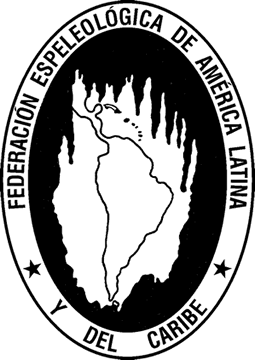 FEDERACIÓN ESPELEOLÓGICA DE AMÉRICA LATINA
Y DEL CARIBE